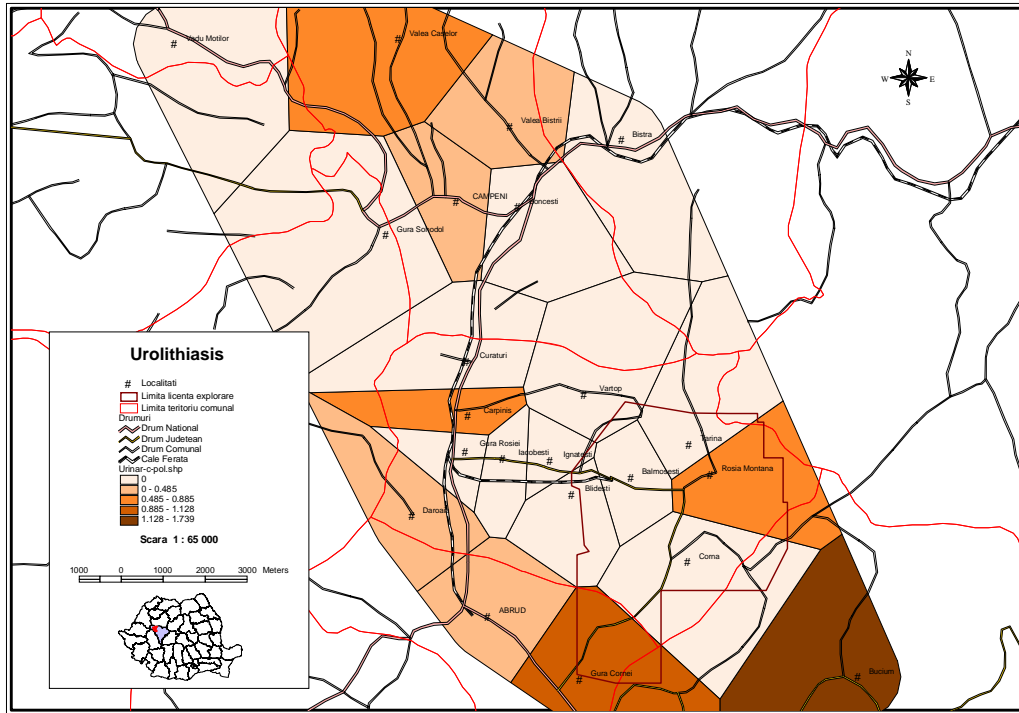 Vadu Motilor
Valea Caselor
N
W E
S
Valea Bistrii
Bistra
CAMPENI
Boncesti
Gura Sohodol
Urolithiasis
# Localitati
Limita licenta explorare
Limita teritoriu comunal
Drumuri
Drum National
Drum Judetean
Drum Comunal
Cale Ferata
Urinar-c-pol.shp
0
0 - 0.485
0.485 - 0.885
0.885 - 1.128
1.128 - 1.739
Scara 1 : 65 000
1000 0 1000 2000 3000 Meters
Curaturi
Vartop
Carpinis
Tarina
Gura Rosiei
Iacobesti
Ignatesti
Balmosesti
Rosia Montana
Blidesti
Daroaia
Corna
ABRUD
Gura Cornei
Bucium